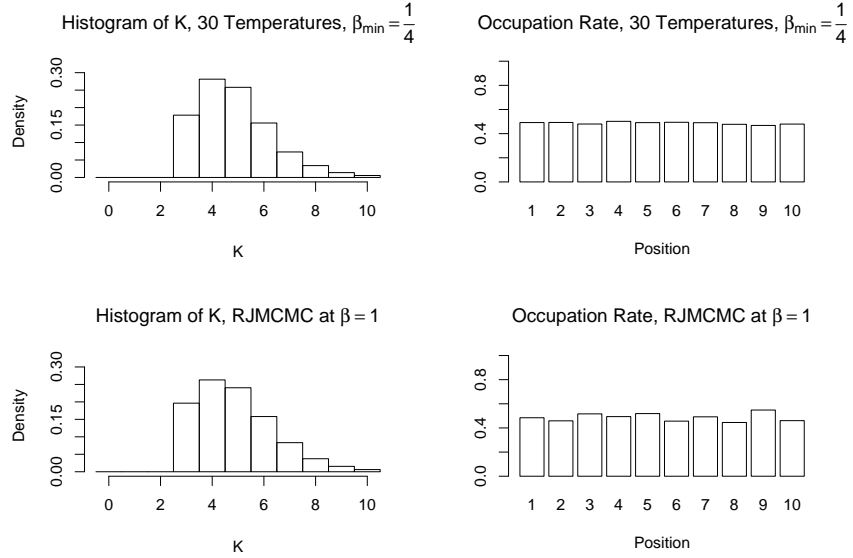 Histogram of K, 30 Temperatures, βmin = 1/4
Density
0.00 0.15 0.30
0 2 4 6 8 10
K
Occupation Rate, 30 Temperatures, βmin = 1/4
0.0 0.4 0.8
1 2 3 4 5 6 7 8 9 10
Position
Histogram of K, RJMCMC at β = 1
Density
0.00 0.15 0.30
0 2 4 6 8 10
K
Occupation Rate, RJMCMC at β = 1
0.0 0.4 0.8
1 2 3 4 5 6 7 8 9 10
Position